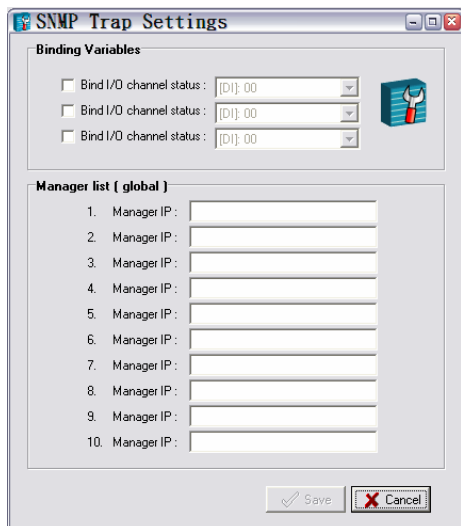 SNMP Trap Settings
Binding Variables
Bind I/O channel status : [DI]: 00
Bind I/O channel status : [DI]: 00
Bind I/O channel status : [DI]: 00
Manager list ( global )
1. Manager IP :
2. Manager IP :
3. Manager IP :
4. Manager IP :
5. Manager IP :
6. Manager IP :
7. Manager IP :
8. Manager IP :
9. Manager IP :
10. Manager IP :
Save Cancel